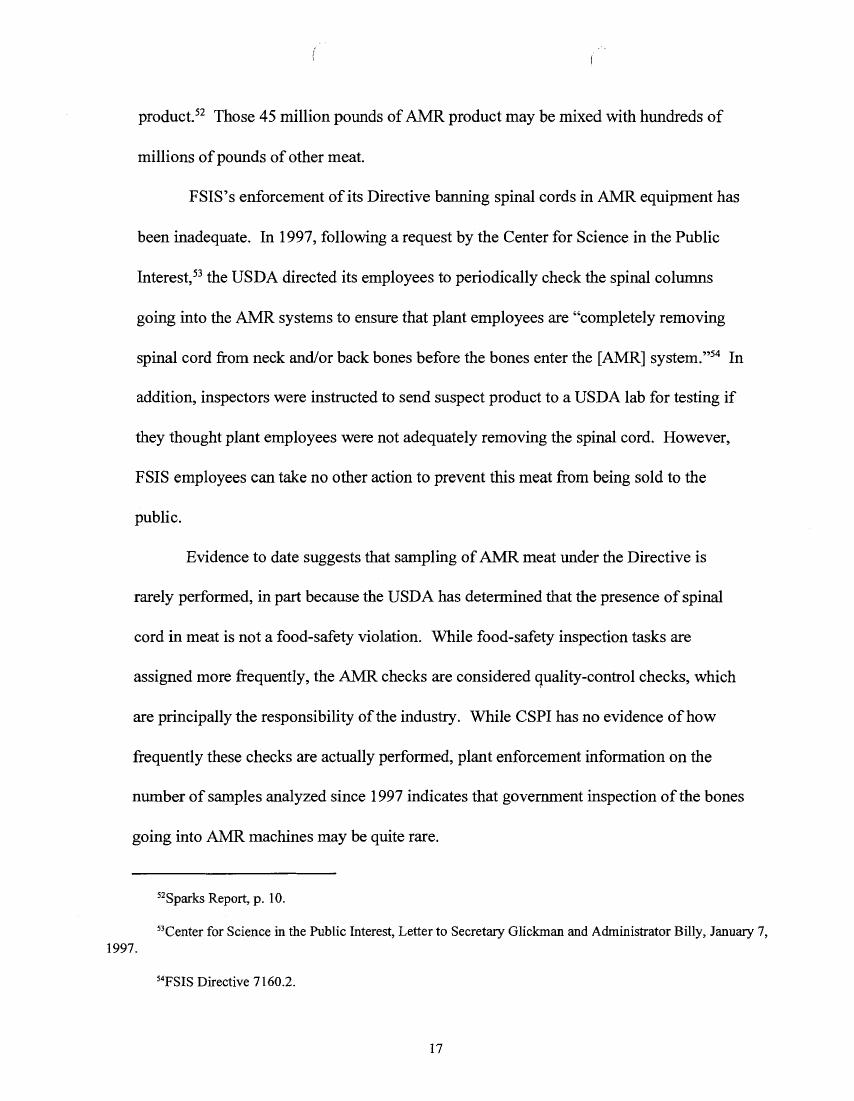 product.⁵² Those 45 million pounds of AMR product may be mixed with hundreds of
millions of pounds of other meat.
FSIS's enforcement of its Directive banning spinal cords in AMR equipment has
been inadequate. In 1997, following a request by the Center for Science in the Public
Interest,⁵³ the USDA directed its employees to periodically check the spinal columns
going into the AMR systems to ensure that plant employees are “completely removing
spinal cord from neck and/or back bones before the bones enter the [AMR] system.”⁵⁴ In
addition, inspectors were instructed to send suspect product to a USDA lab for testing if
they thought plant employees were not adequately removing the spinal cord. However,
FSIS employees can take no other action to prevent this meat from being sold to the
public.
Evidence to date suggests that sampling of AMR meat under the Directive is
rarely performed, in part because the USDA has determined that the presence of spinal
cord in meat is not a food-safety violation. While food-safety inspection tasks are
assigned more frequently, the AMR checks are considered quality-control checks, which
are principally the responsibility of the industry. While CSPI has no evidence of how
frequently these checks are actually performed, plant enforcement information on the
number of samples analyzed since 1997 indicates that government inspection of the bones
going into AMR machines may be quite rare.
⁵²Sparks Report, p. 10.
⁵³Center for Science in the Public Interest, Letter to Secretary Glickman and Administrator Billy, January 7,
1997.
⁵⁴FSIS Directive 7160.2.
17